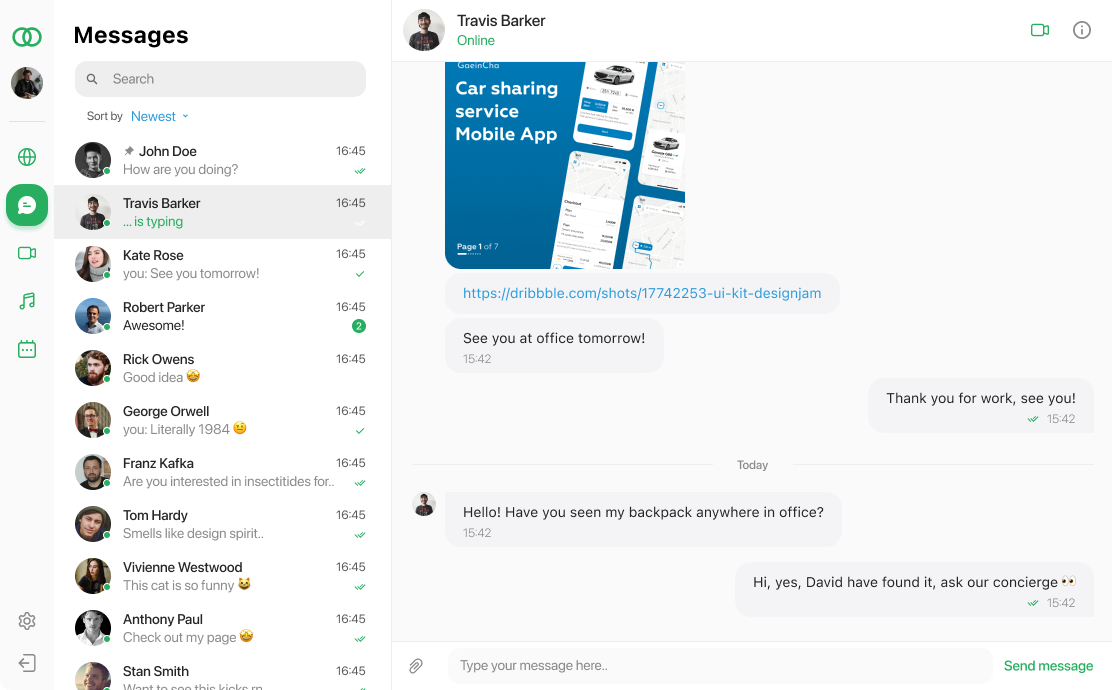 Messages
Search
Sort by Newest
John Doe 16:45
How are you doing?
Travis Barker 16:45
... is typing
Kate Rose 16:45
you: See you tomorrow!
Robert Parker 16:45
Awesome! 2
Rick Owens 16:45
Good idea 🤩
George Orwell 16:45
you: Literally 1984 🤨
Franz Kafka 16:45
Are you interested in insectitides for..
Tom Hardy 16:45
Smells like design spirit..
Vivienne Westwood 16:45
This cat is so funny 😺
Anthony Paul 16:45
Check out my page 🤩
Stan Smith 16:45
Want to see this kicks rn
Travis Barker
Online
GaeinCha
Car sharing
service
Mobile App
Page 1 of 7
https://dribbble.com/shots/17742253-ui-kit-designjam
See you at office tomorrow!
15:42
Thank you for work, see you!
15:42
Today
Hello! Have you seen my backpack anywhere in office?
15:42
Hi, yes, David have found it, ask our concierge 👀
15:42
Type your message here..
Send message